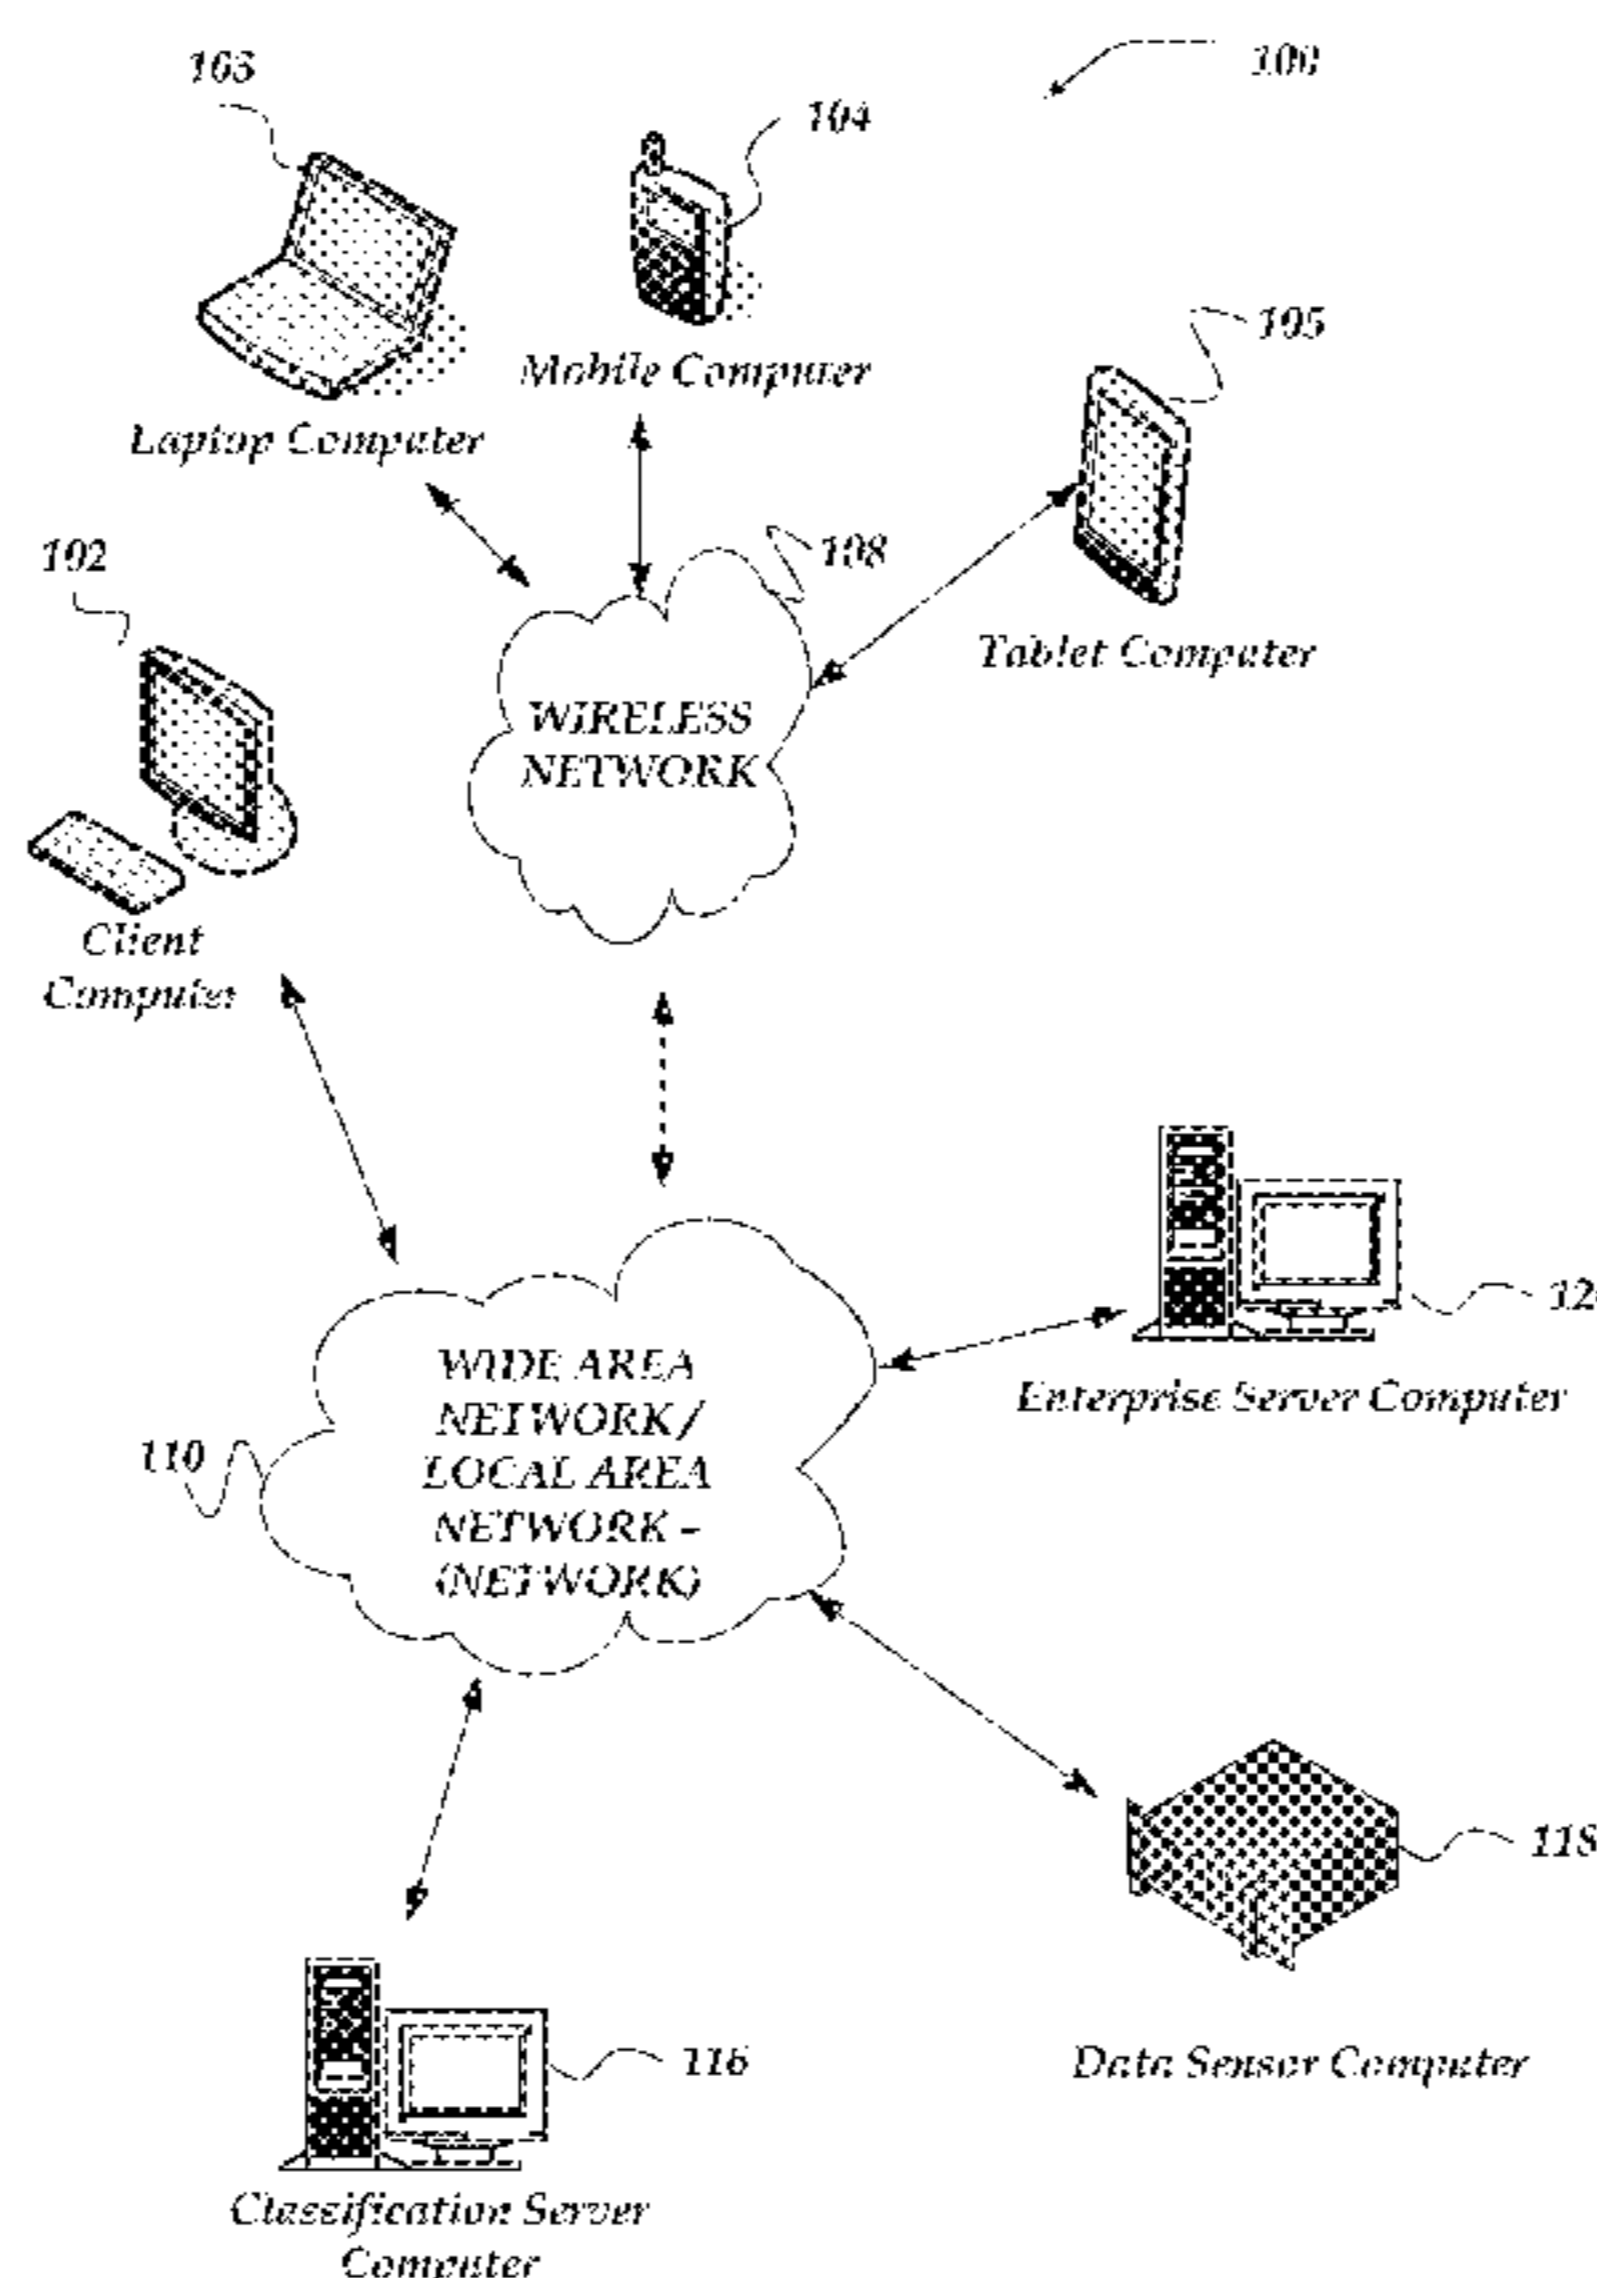 103
100
104
105
Mobile Computer
Laptop Computer
108
102
Tablet Computer
WIRELESS
NETWORK
Client
Computer
WIDE AREA
NETWORK /
LOCAL AREA
NETWORK –
(NETWORK)
110
Enterprise Server Computer
118
116
Data Sensor Computer
Classification Server
Computer